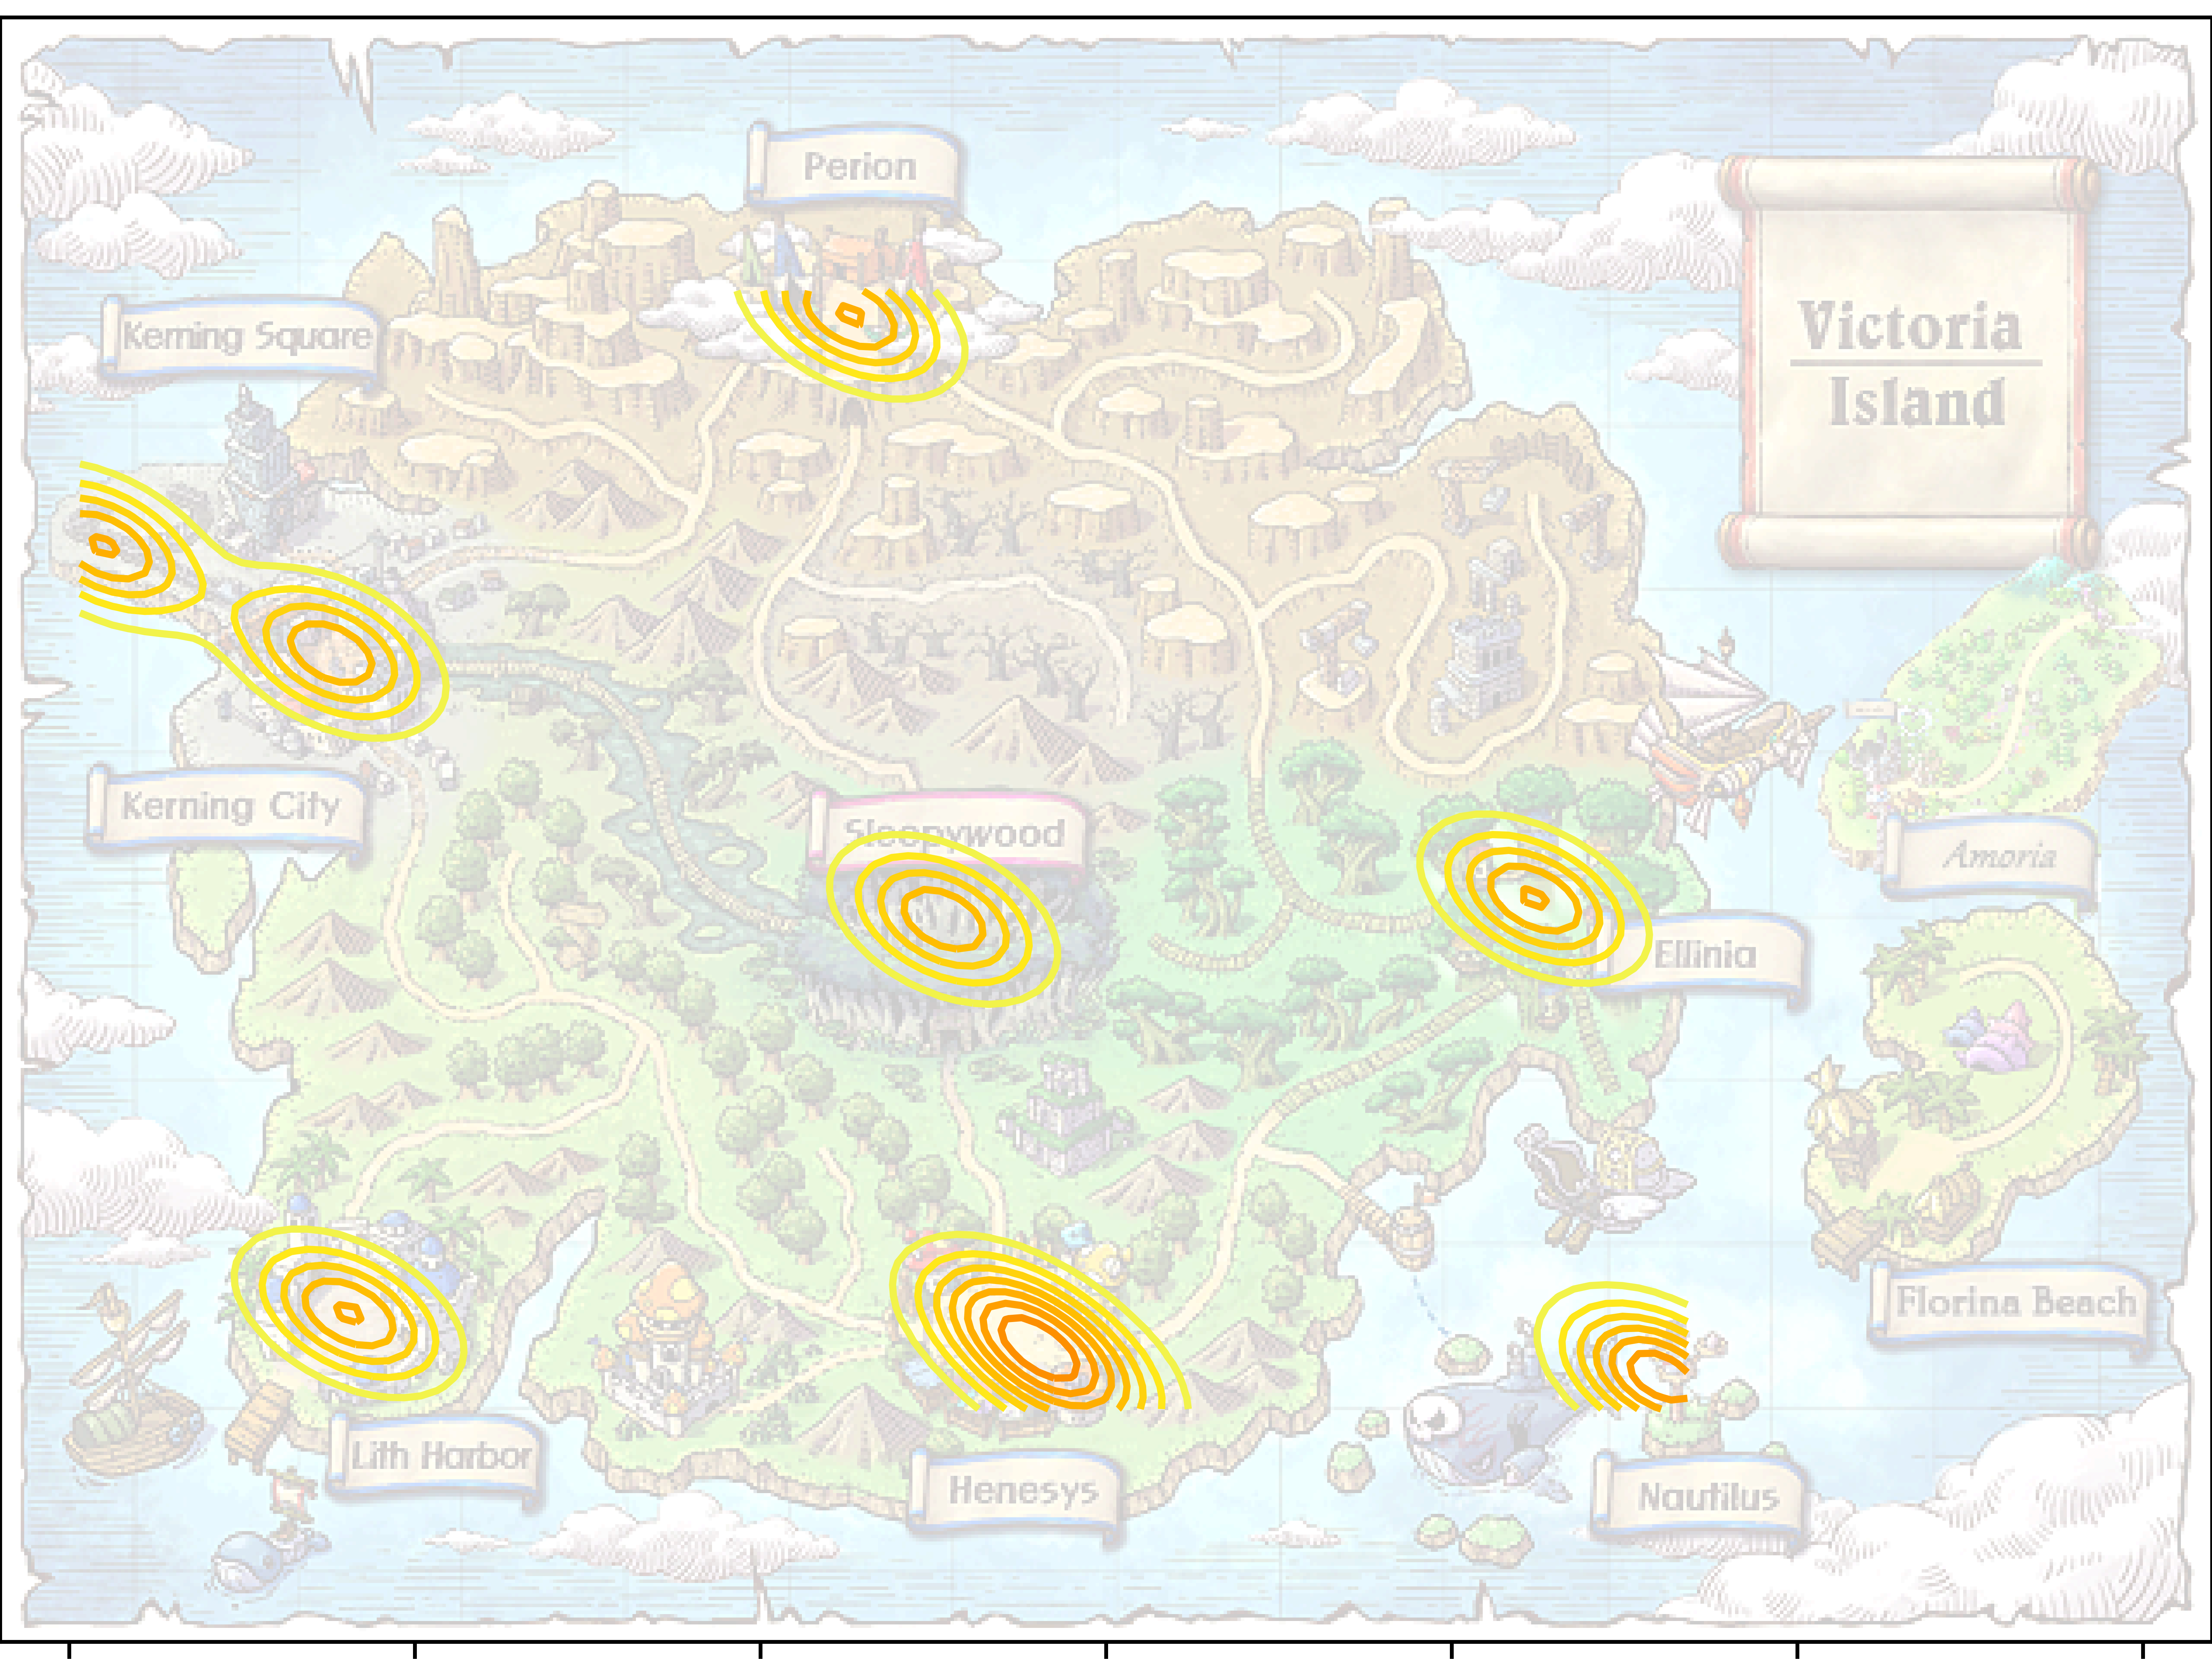 Perion
Kerning Square
Victoria
Island
Kerning City
Sleepywood
Amoria
Ellinia
Florina Beach
Lith Harbor
Henesys
Nautilus